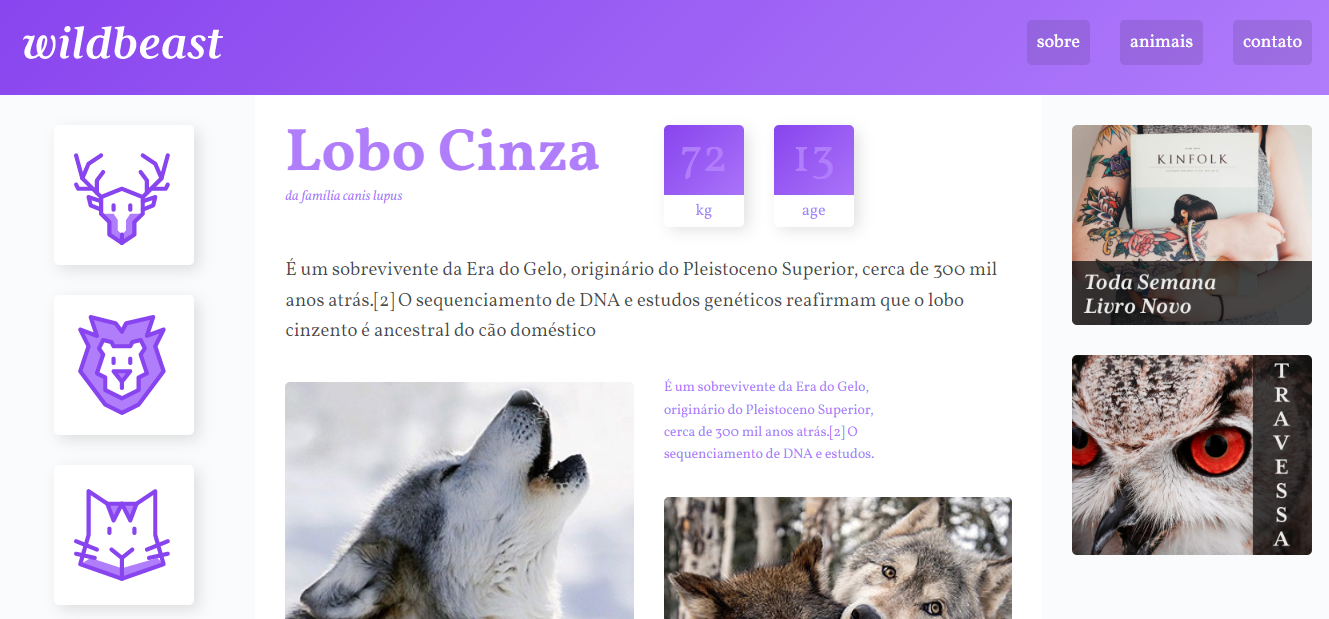 wildbeast
sobre
animais
contato
Lobo Cinza
da família canis lupus
72
kg
13
age
É um sobrevivente da Era do Gelo, originário do Pleistoceno Superior, cerca de 300 mil
anos atrás.[2] O sequenciamento de DNA e estudos genéticos reafirmam que o lobo
cinzento é ancestral do cão doméstico
É um sobrevivente da Era do Gelo,
originário do Pleistoceno Superior,
cerca de 300 mil anos atrás.[2] O
sequenciamento de DNA e estudos.
KINFOLK
Toda Semana
Livro Novo
TRAVESSA